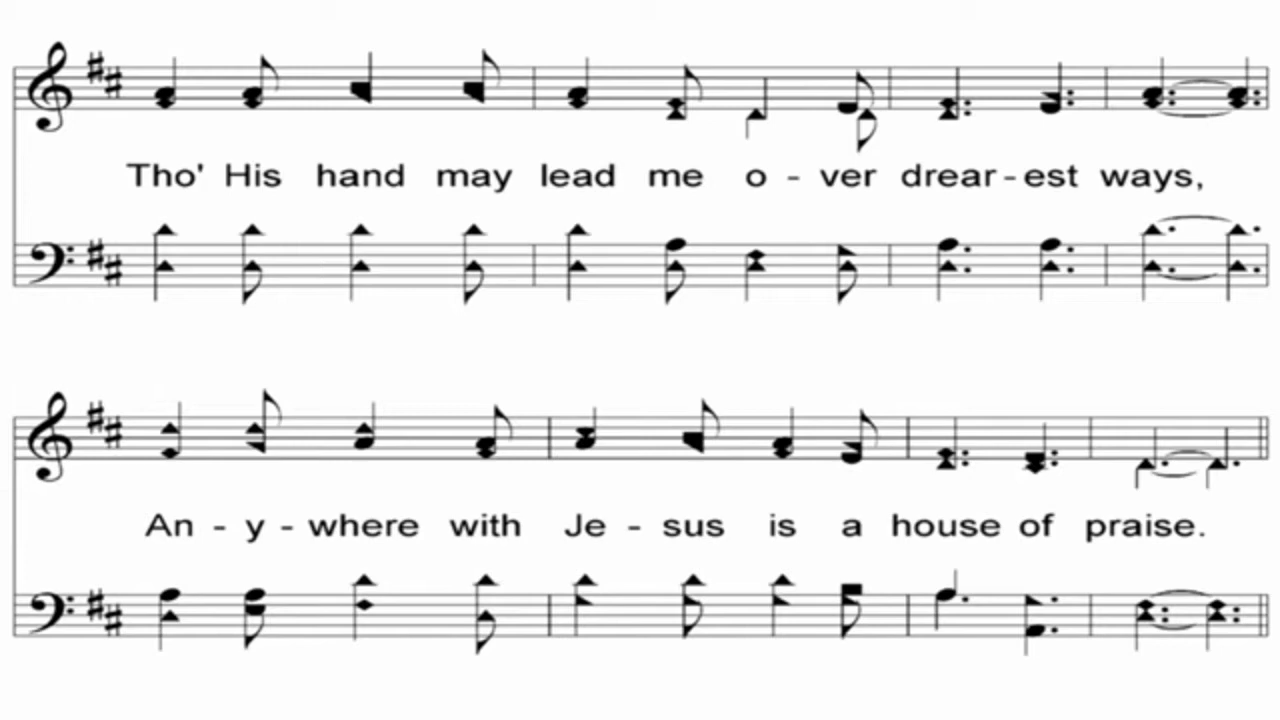 Tho' His hand may lead me o - ver drear - est ways,
An - y - where with Je - sus is a house of praise.